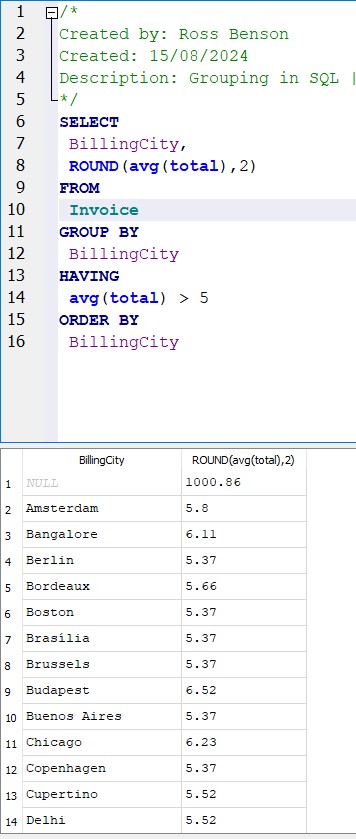 1 /*
2 Created by: Ross Benson
3 Created: 15/08/2024
4 Description: Grouping in SQL |
5 */
6 SELECT
7 BillingCity,
8 ROUND(avg(total),2)
9 FROM
10 Invoice
11 GROUP BY
12 BillingCity
13 HAVING
14 avg(total) > 5
15 ORDER BY
16 BillingCity
BillingCity ROUND(avg(total),2)
1 NULL 1000.86
2 Amsterdam 5.8
3 Bangalore 6.11
4 Berlin 5.37
5 Bordeaux 5.66
6 Boston 5.37
7 Brasília 5.37
8 Brussels 5.37
9 Budapest 6.52
10 Buenos Aires 5.37
11 Chicago 6.23
12 Copenhagen 5.37
13 Cupertino 5.52
14 Delhi 5.52